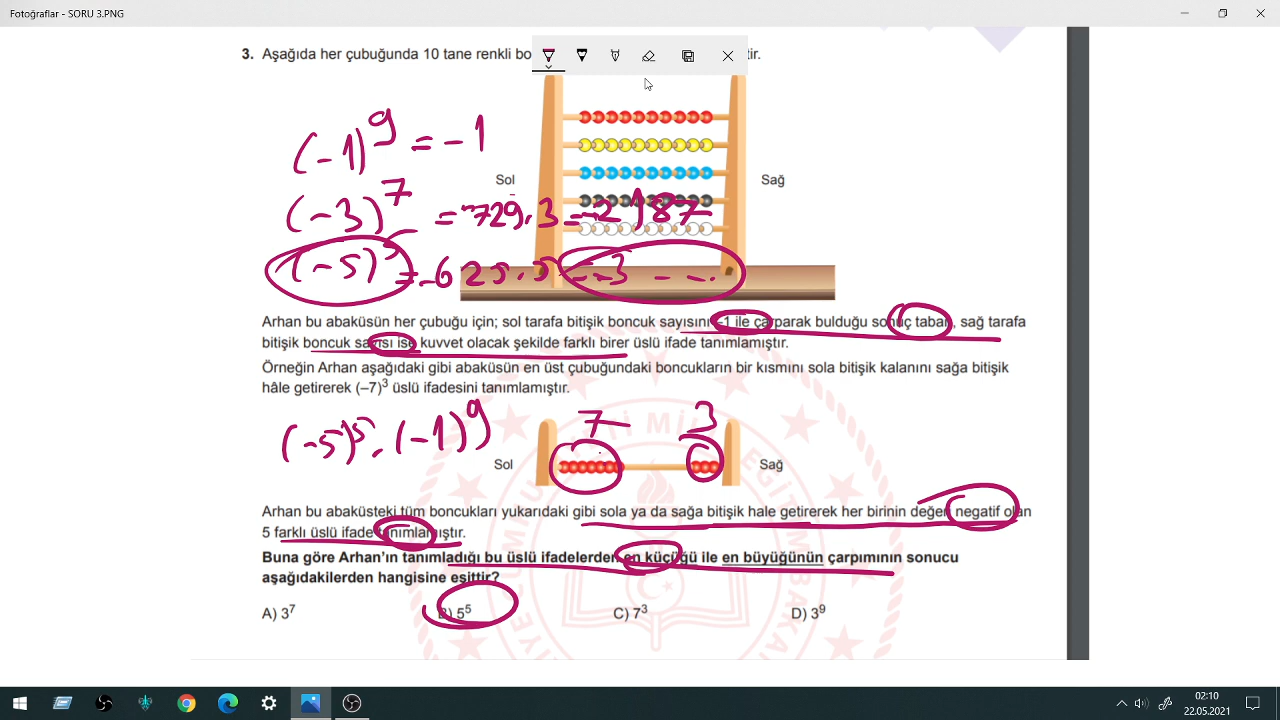 Fotoğraflar - SORU 3.PNG
3. Aşağıda her çubuğunda 10 tane renkli bo
tir.
(-1)^9 = -1
Sol
Sağ
(-3)^7 = -729.3 = -2187
(-5)^5 = -625.5 = -3 - - .
Arhan bu abaküsün her çubuğu için; sol tarafa bitişik boncuk sayısını –1 ile çarparak bulduğu sonuç taban, sağ tarafa
bitişik boncuk sayısı ise kuvvet olacak şekilde farklı birer üslü ifade tanımlamıştır.
Örneğin Arhan aşağıdaki gibi abaküsün en üst çubuğundaki boncukların bir kısmını sola bitişik kalanını sağa bitişik
hâle getirerek (–7)³ üslü ifadesini tanımlamıştır.
(-5)^5 . (-1)^9
7 3
Sol
Sağ
Arhan bu abaküsteki tüm boncukları yukarıdaki gibi sola ya da sağa bitişik hale getirerek her birinin değeri negatif olan
5 farklı üslü ifade tanımlamıştır.
Buna göre Arhan'ın tanımladığı bu üslü ifadelerden en küçüğü ile en büyüğünün çarpımının sonucu
aşağıdakilerden hangisine eşittir?
A) 3⁷ B) 5⁵ C) 7³ D) 3⁹
02:10
22.05.2021